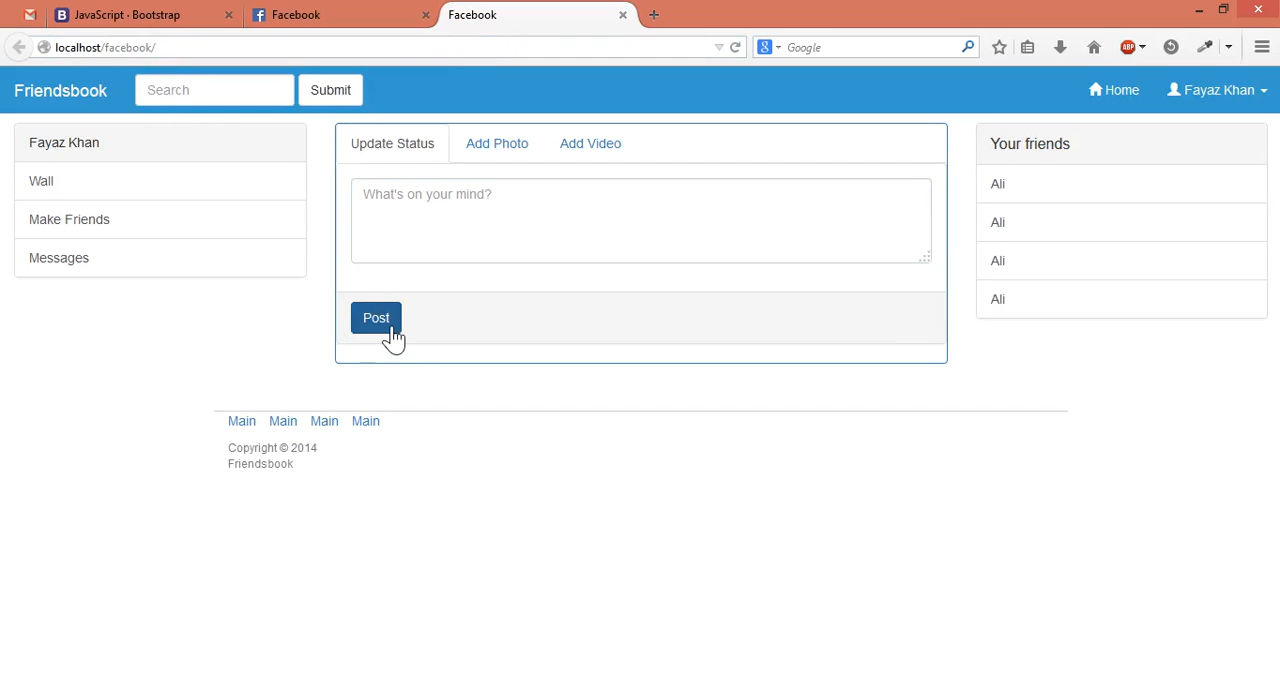 JavaScript · Bootstrap
Facebook
Facebook
localhost/facebook/
Google
ABP
Friendsbook
Search
Submit
Home
Fayaz Khan
Fayaz Khan
Wall
Make Friends
Messages
Update Status
Add Photo
Add Video
What's on your mind?
Post
Your friends
Ali
Ali
Ali
Ali
Main Main Main Main
Copyright © 2014
Friendsbook